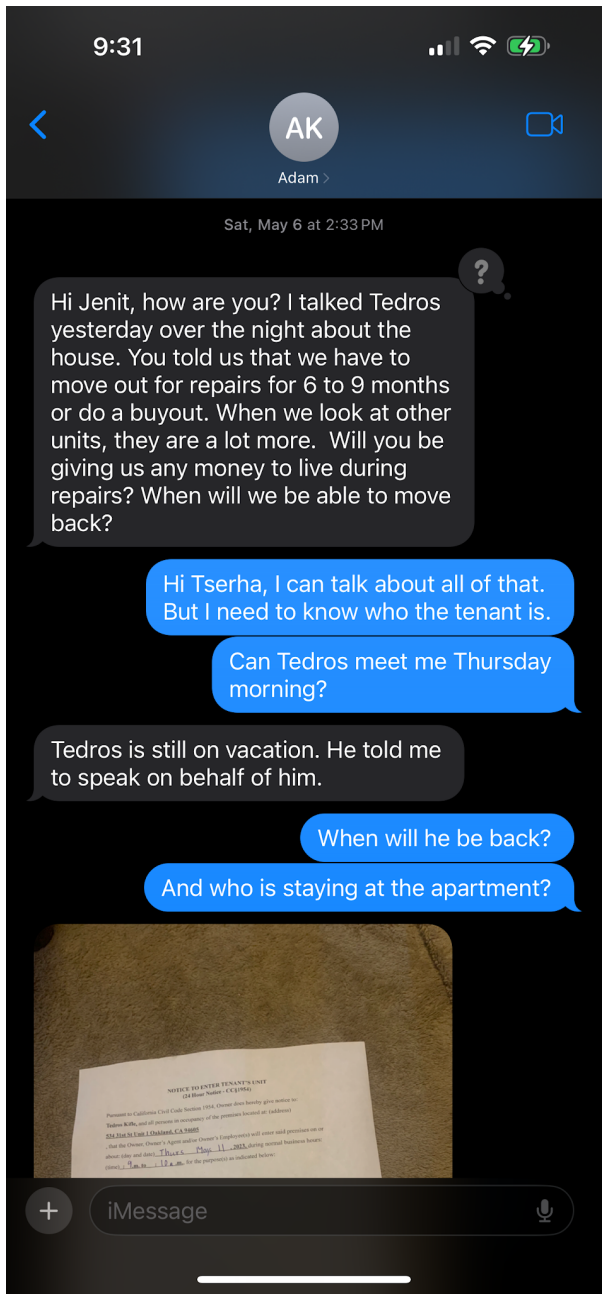 9:31
AK
Adam >
Sat, May 6 at 2:33 PM
?
Hi Jenit, how are you? I talked Tedros
yesterday over the night about the
house. You told us that we have to
move out for repairs for 6 to 9 months
or do a buyout. When we look at other
units, they are a lot more.  Will you be
giving us any money to live during
repairs? When will we be able to move
back?
Hi Tserha, I can talk about all of that.
But I need to know who the tenant is.
Can Tedros meet me Thursday
morning?
Tedros is still on vacation. He told me
to speak on behalf of him.
When will he be back?
And who is staying at the apartment?
NOTICE TO ENTER TENANT'S UNIT
(24 Hour Notice - CC§1954)
Pursuant to California Civil Code Section 1954, Owner does hereby give notice to:
Tedros Kifle, and all persons in occupancy of the premises located at: (address)
534 31st St Unit 1 Oakland, CA 94609
, that the Owner, Owner's Agent and/or Owner's Employee(s) will enter said premises on or
about: (day and date) Thurs May 11, 2023, during normal business hours:
(time) 9am - 10am for the purpose(s) as indicated below:
+
iMessage